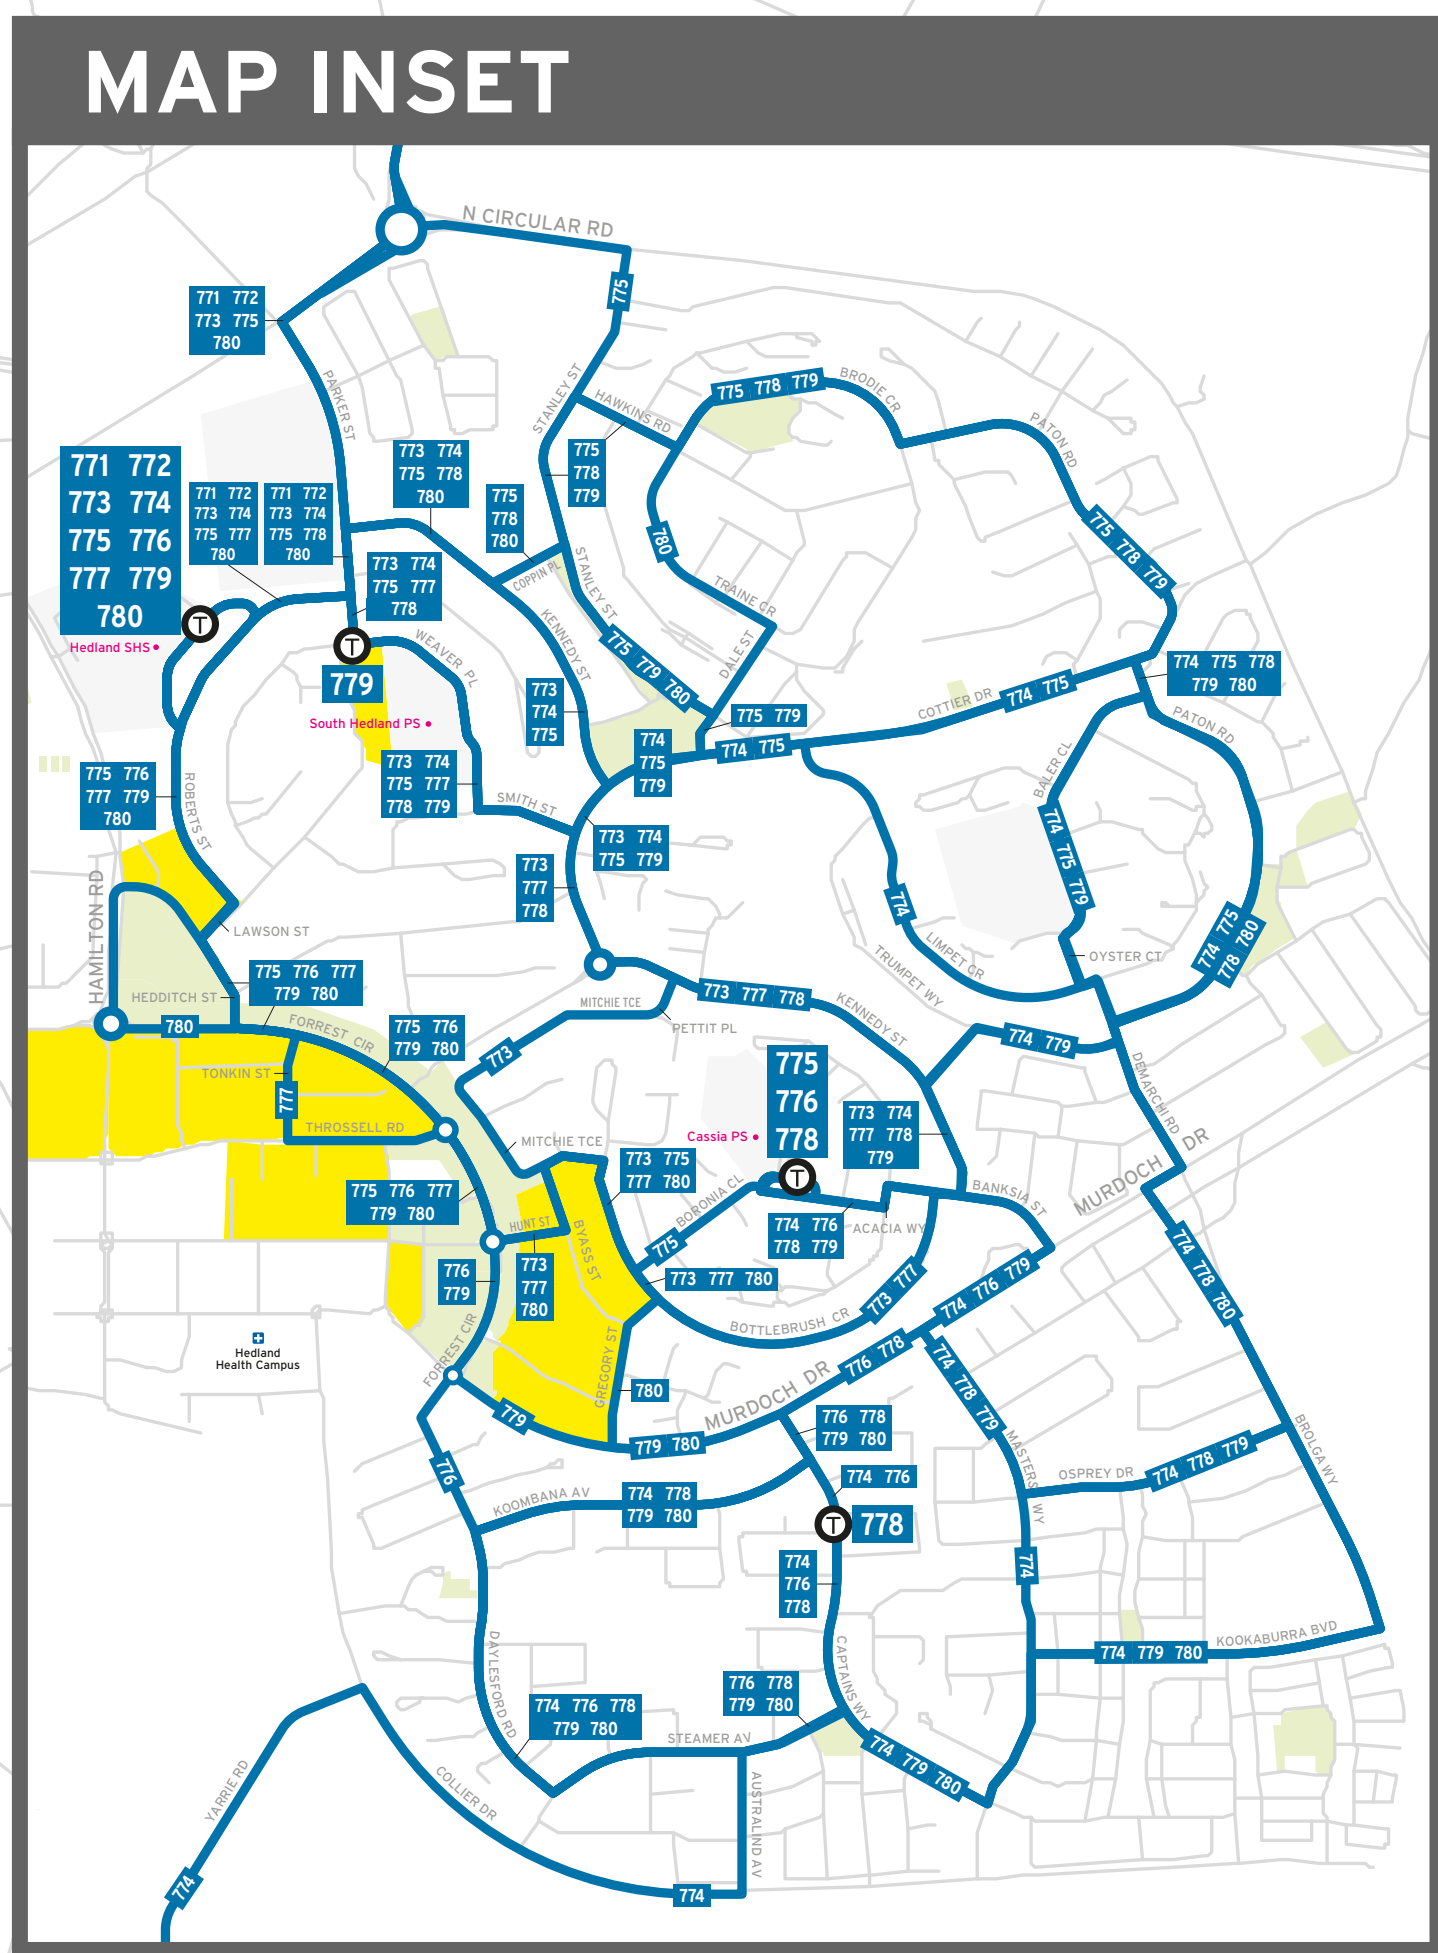 MAP INSET
N CIRCULAR RD
775
771 772
773 775
780
PARKER ST
STANLEY ST
HAWKINS RD
775 778 779
BRODIE CR
PATON RD
771 772
773 774
775 776
777 779
780
771 772
773 774
775 777
780
771 772
773 774
775 778
780
773 774
775 778
780
775
778
780
775
778
779
780
775 778 779
773 774
775 777
778
COPPIN PL
STANLEY ST
TRAINE CR
KENNEDY ST
WEAVER PL
Hedland SHS
779
South Hedland PS
775 779 780
DALE ST
773
774
775
775 779
COTTIER DR
774 775
774 775 778
779 780
PATON RD
774
775
779
774 775
773 774
775 777
778 779
775 776
777 779
780
ROBERTS ST
SMITH ST
BALER CL
773 774
775 779
774 775 779
773
777
778
774
HAMILTON RD
LAWSON ST
LIMPET CR
TRUMPET WY
OYSTER CT
774 775
778 780
775 776 777
779 780
HEDDITCH ST
MITCHIE TCE
773 777 778
KENNEDY ST
780
FORREST CIR
775 776
779 780
PETTIT PL
774 779
773
775
776
778
DEMARCHI RD
TONKIN ST
777
THROSSELL RD
MITCHIE TCE
Cassia PS
773 774
777 778
779
MURDOCH DR
773 775
777 780
775 776 777
779 780
BORONIA CL
BANKSIA ST
HUNT ST
BYASS ST
775
774 776
778 779
ACACIA WY
774 778 780
776
779
773
777
780
773 777 780
773 777
774 776 779
BOTTLEBRUSH CR
Hedland
Health Campus
FORREST CIR
GREGORY ST
776 778
774 778 779
780
MURDOCH DR
779
779 780
776 778
779 780
MASTERS WY
BROLGA WY
776
774 776
OSPREY DR
774 778 779
KOOMBANA AV
774 778
779 780
778
774
776
778
774
DAYLESFORD RD
CAPTAINS WY
774 779 780
KOOKABURRA BVD
776 778
779 780
774 776 778
779 780
STEAMER AV
774 779 780
YARRIE RD
COLLIER DR
AUSTRALIND AV
774
774
T
T
T
T